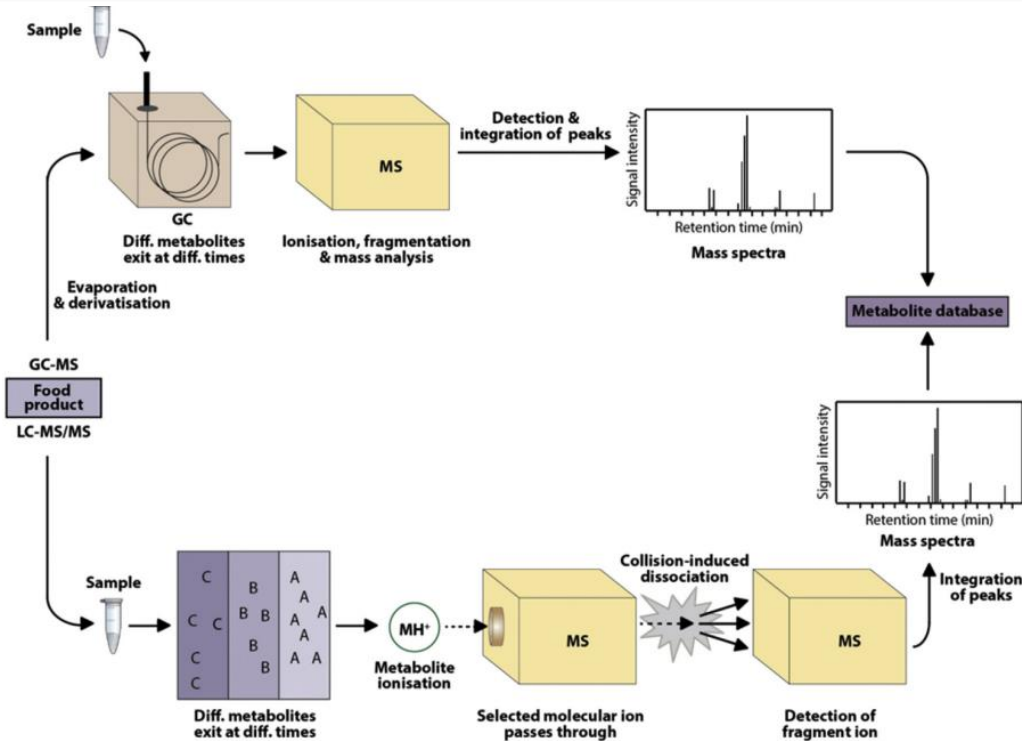 Sample
GC
Diff. metabolites
exit at diff. times
MS
Ionisation, fragmentation
& mass analysis
Detection &
integration of peaks
Signal intensity
Retention time (min)
Mass spectra
Evaporation
& derivatisation
Metabolite database
GC-MS
Food
product
LC-MS/MS
Signal intensity
Retention time (min)
Mass spectra
Integration
of peaks
Sample
C
C
C
C
C
B
B
B
B
B
A
A
A
A
A
A
A
Diff. metabolites
exit at diff. times
MH⁺
Metabolite
ionisation
MS
Selected molecular ion
passes through
Collision-induced
dissociation
MS
Detection of
fragment ion